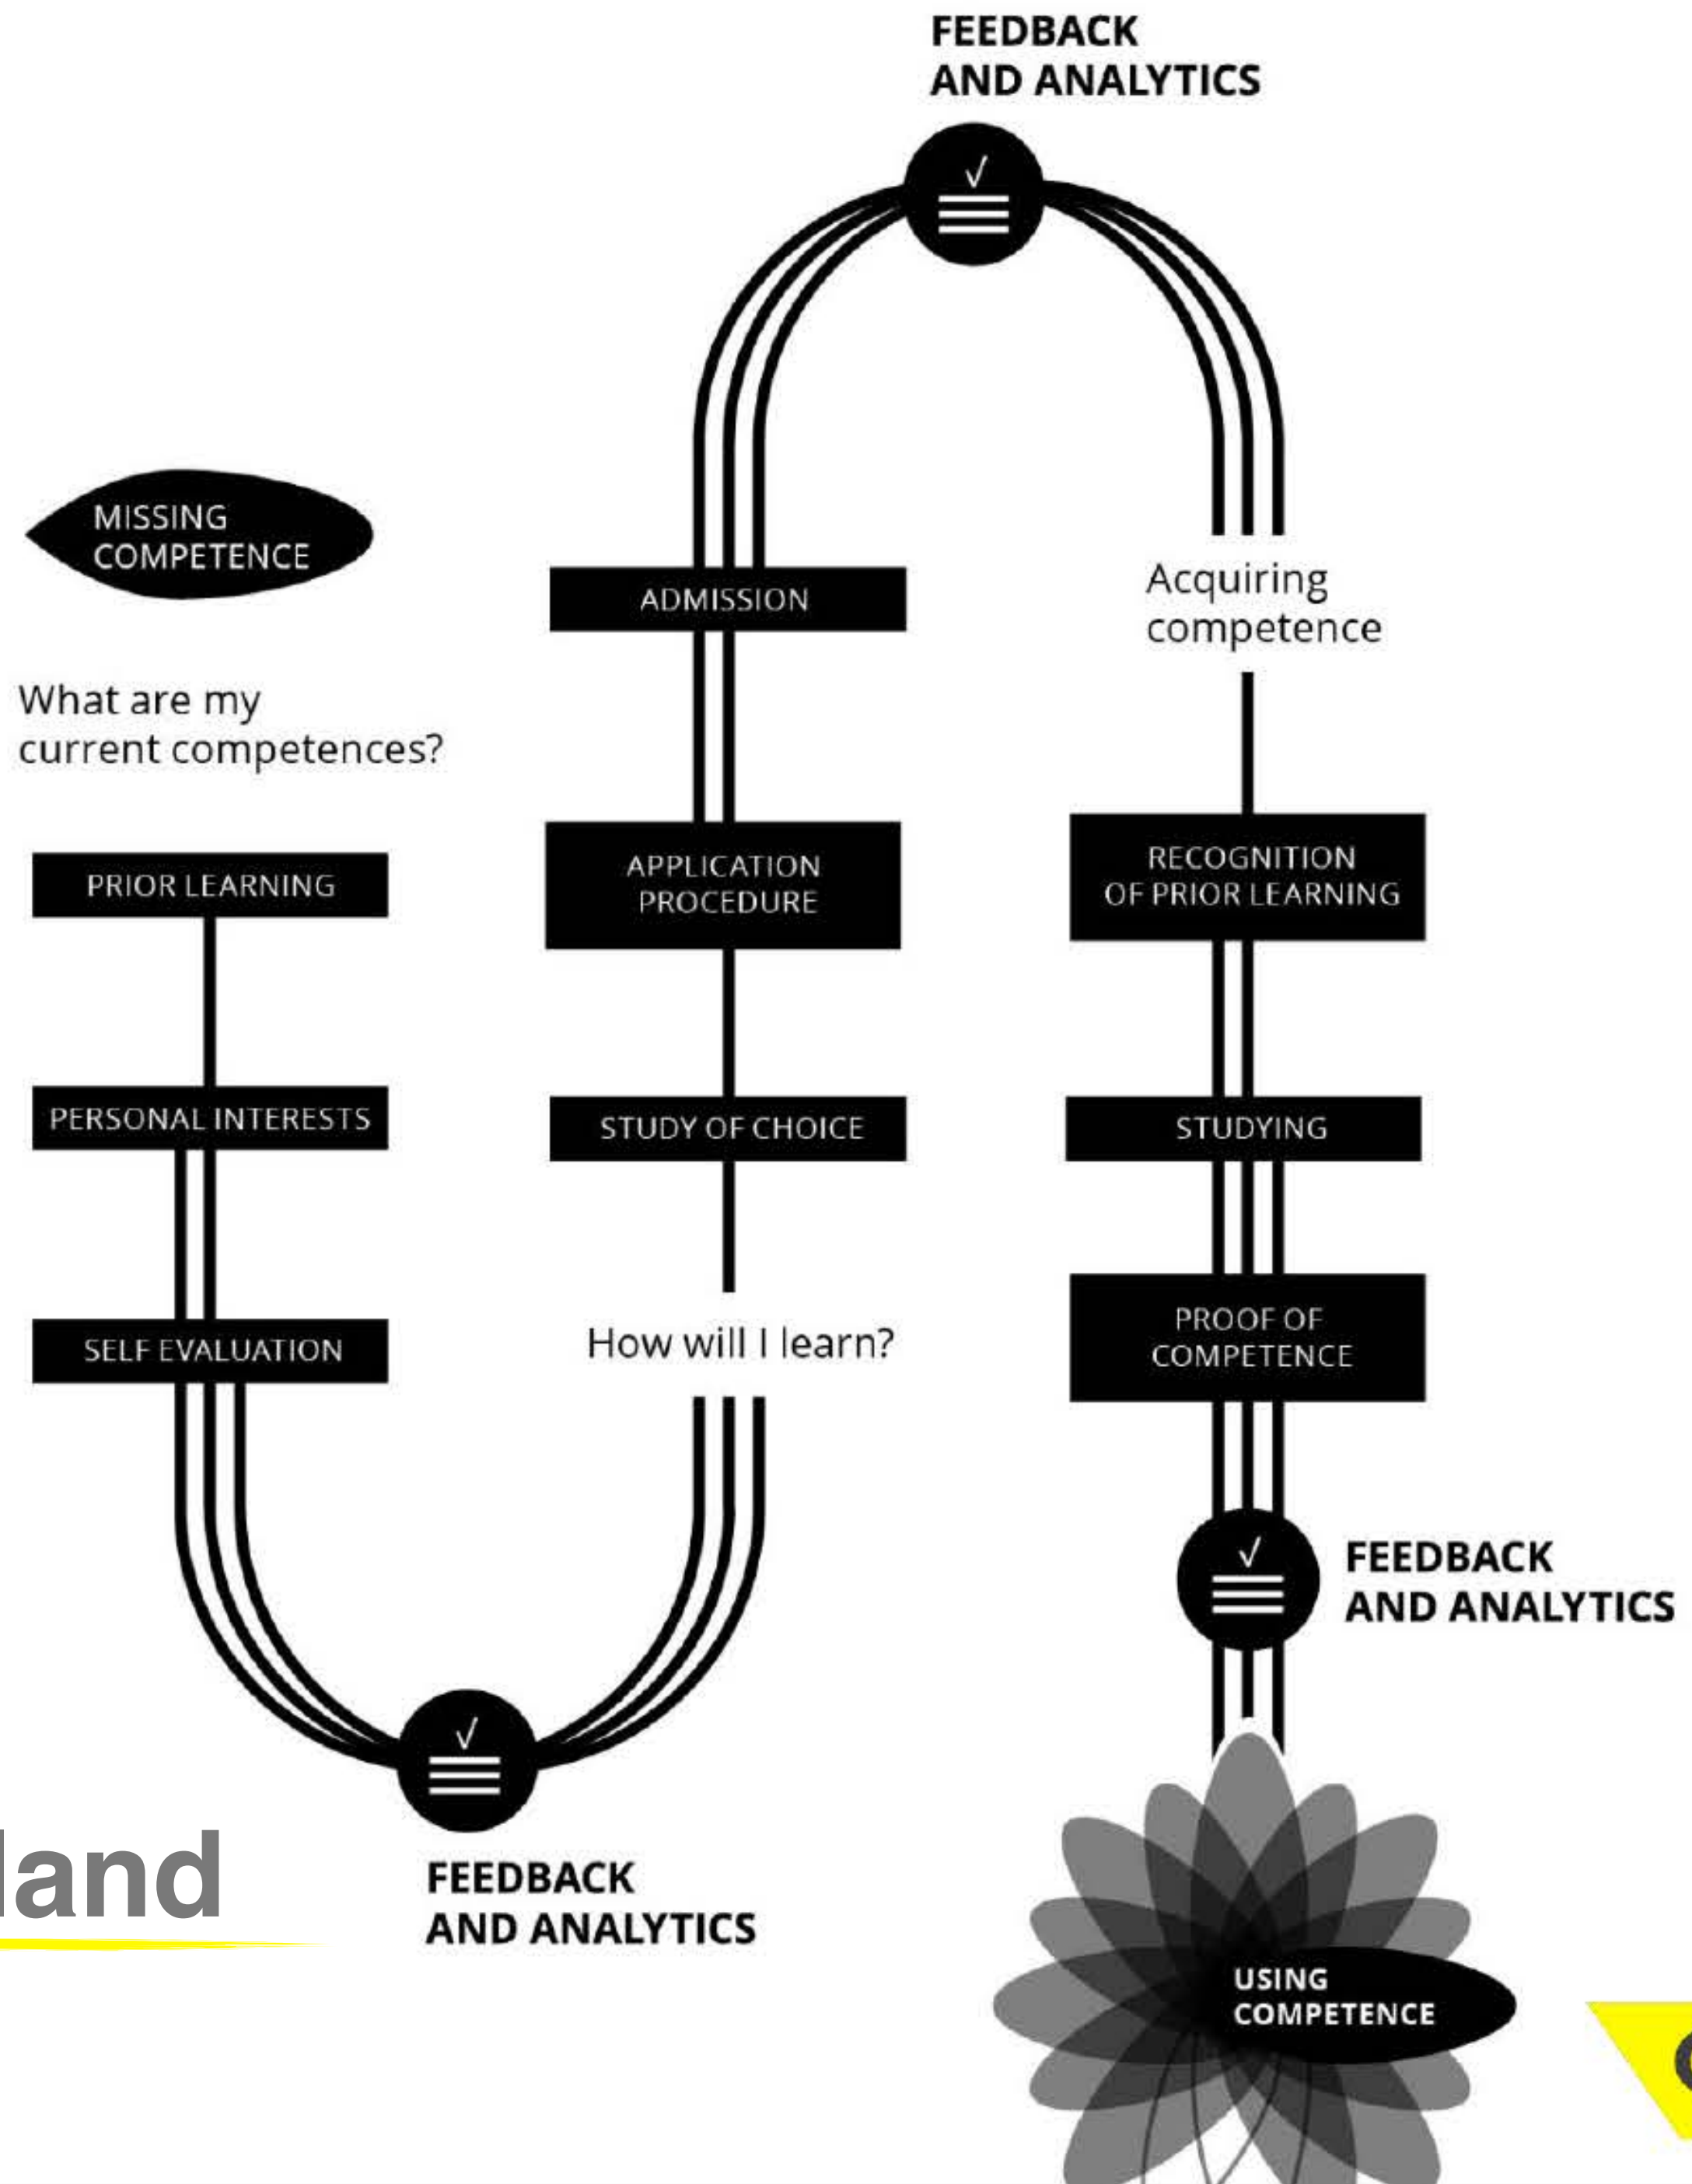 MISSING
COMPETENCE
What are my
current competences?
PRIOR LEARNING
PERSONAL INTERESTS
SELF EVALUATION
FEEDBACK
AND ANALYTICS
How will I learn?
STUDY OF CHOICE
APPLICATION
PROCEDURE
ADMISSION
FEEDBACK
AND ANALYTICS
Acquiring
competence
RECOGNITION
OF PRIOR LEARNING
STUDYING
PROOF OF
COMPETENCE
FEEDBACK
AND ANALYTICS
USING
COMPETENCE